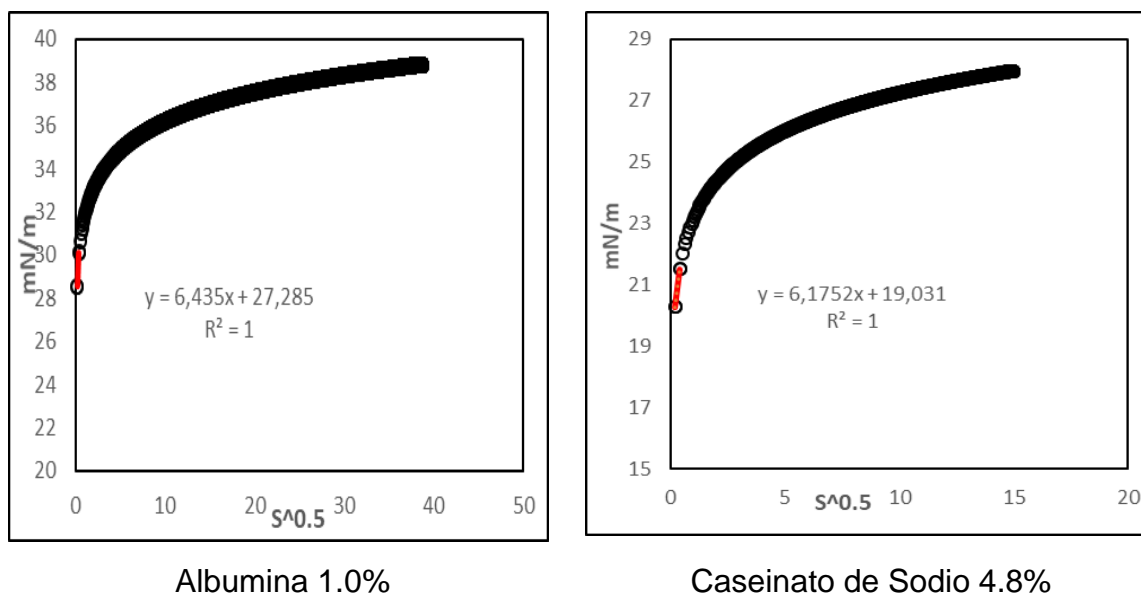 40
38
36
34
32
30
28
26
24
22
20
mN/m
y = 6,435x + 27,285
R² = 1
0 10 20 30 40 50
S^0.5
Albumina 1.0%
29
27
25
23
21
19
17
15
mN/m
y = 6,1752x + 19,031
R² = 1
0 5 10 15 20
S^0.5
Caseinato de Sodio 4.8%